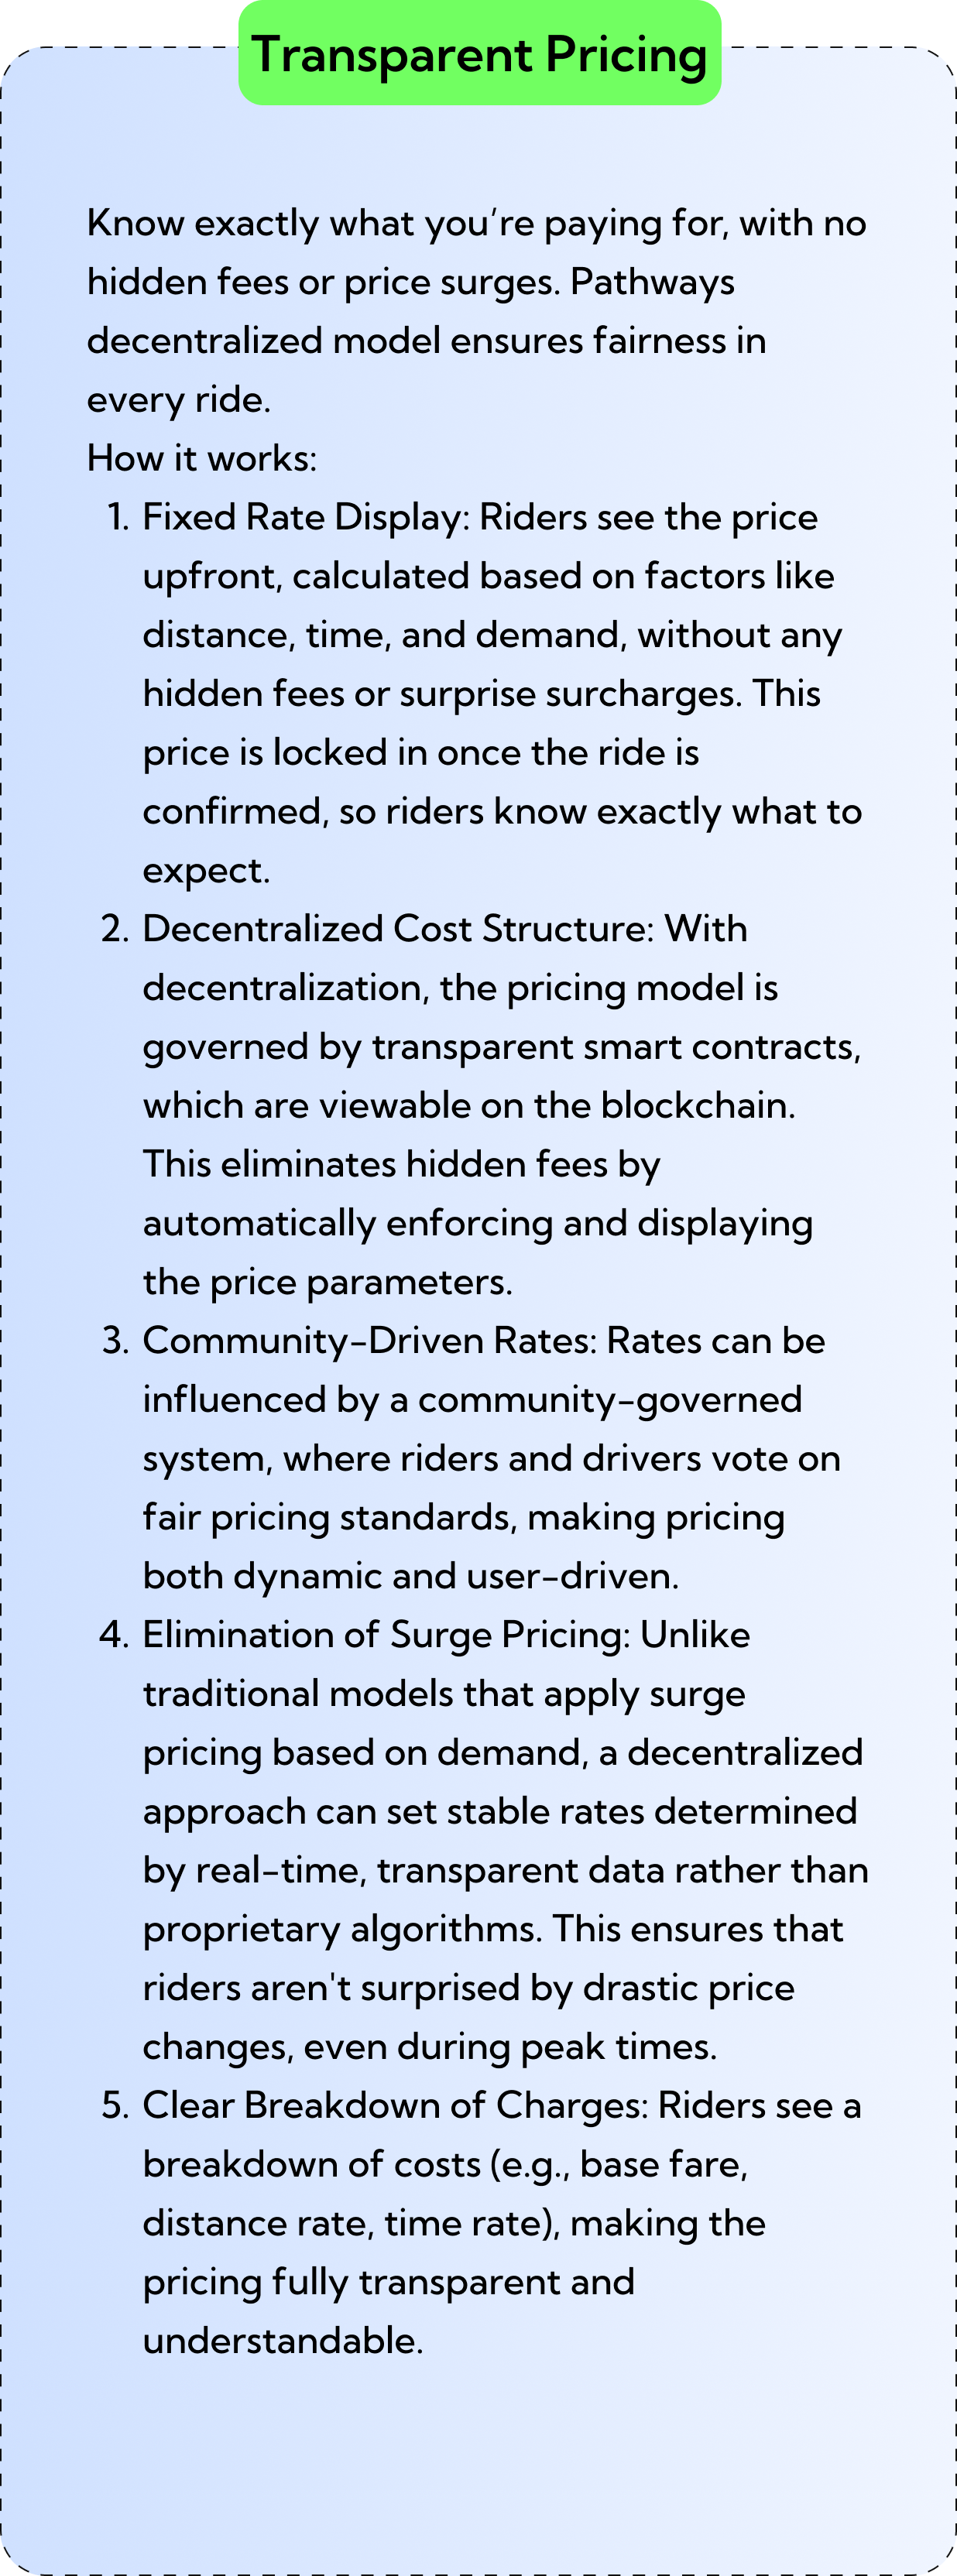 Transparent Pricing
Know exactly what you’re paying for, with no
hidden fees or price surges. Pathways
decentralized model ensures fairness in
every ride.
How it works:
1. Fixed Rate Display: Riders see the price
upfront, calculated based on factors like
distance, time, and demand, without any
hidden fees or surprise surcharges. This
price is locked in once the ride is
confirmed, so riders know exactly what to
expect.
2. Decentralized Cost Structure: With
decentralization, the pricing model is
governed by transparent smart contracts,
which are viewable on the blockchain.
This eliminates hidden fees by
automatically enforcing and displaying
the price parameters.
3. Community-Driven Rates: Rates can be
influenced by a community-governed
system, where riders and drivers vote on
fair pricing standards, making pricing
both dynamic and user-driven.
4. Elimination of Surge Pricing: Unlike
traditional models that apply surge
pricing based on demand, a decentralized
approach can set stable rates determined
by real-time, transparent data rather than
proprietary algorithms. This ensures that
riders aren't surprised by drastic price
changes, even during peak times.
5. Clear Breakdown of Charges: Riders see a
breakdown of costs (e.g., base fare,
distance rate, time rate), making the
pricing fully transparent and
understandable.